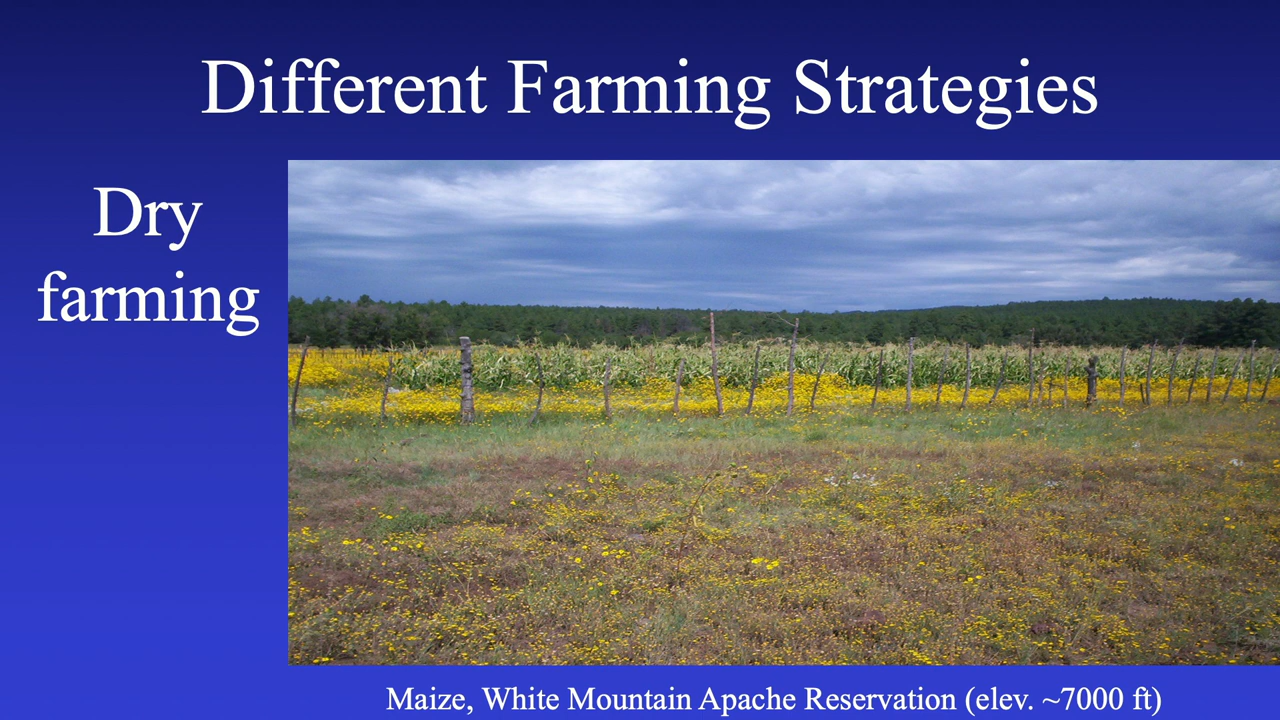 Different Farming Strategies
Dry
farming
Maize, White Mountain Apache Reservation (elev. ~7000 ft)